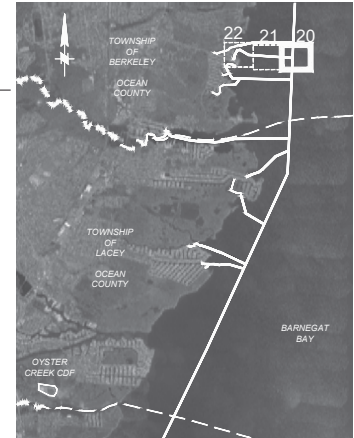 22
21
20
TOWNSHIP
OF
BERKELEY
OCEAN
COUNTY
TOWNSHIP
OF
LACEY
OCEAN
COUNTY
BARNEGAT
BAY
OYSTER
CREEK CDF